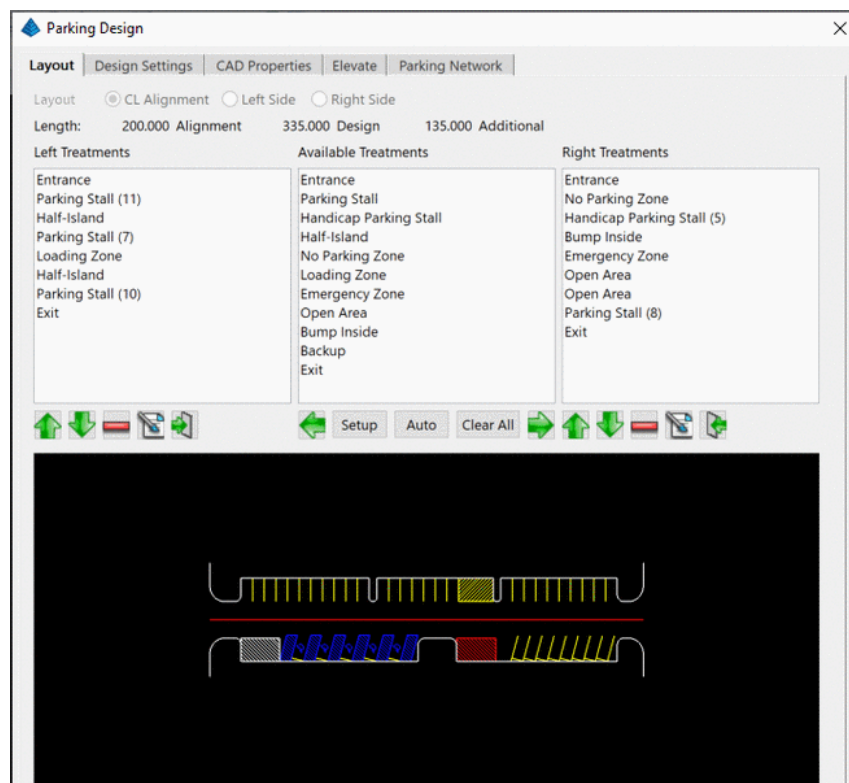 Parking Design
Layout Design Settings CAD Properties Elevate Parking Network
Layout CL Alignment Left Side Right Side
Length: 200.000 Alignment 335.000 Design 135.000 Additional
Left Treatments
Entrance
Parking Stall (11)
Half-Island
Parking Stall (7)
Loading Zone
Half-Island
Parking Stall (10)
Exit
Available Treatments
Entrance
Parking Stall
Handicap Parking Stall
Half-Island
No Parking Zone
Loading Zone
Emergency Zone
Open Area
Bump Inside
Backup
Exit
Right Treatments
Entrance
No Parking Zone
Handicap Parking Stall (5)
Bump Inside
Emergency Zone
Open Area
Open Area
Parking Stall (8)
Exit
Setup Auto Clear All